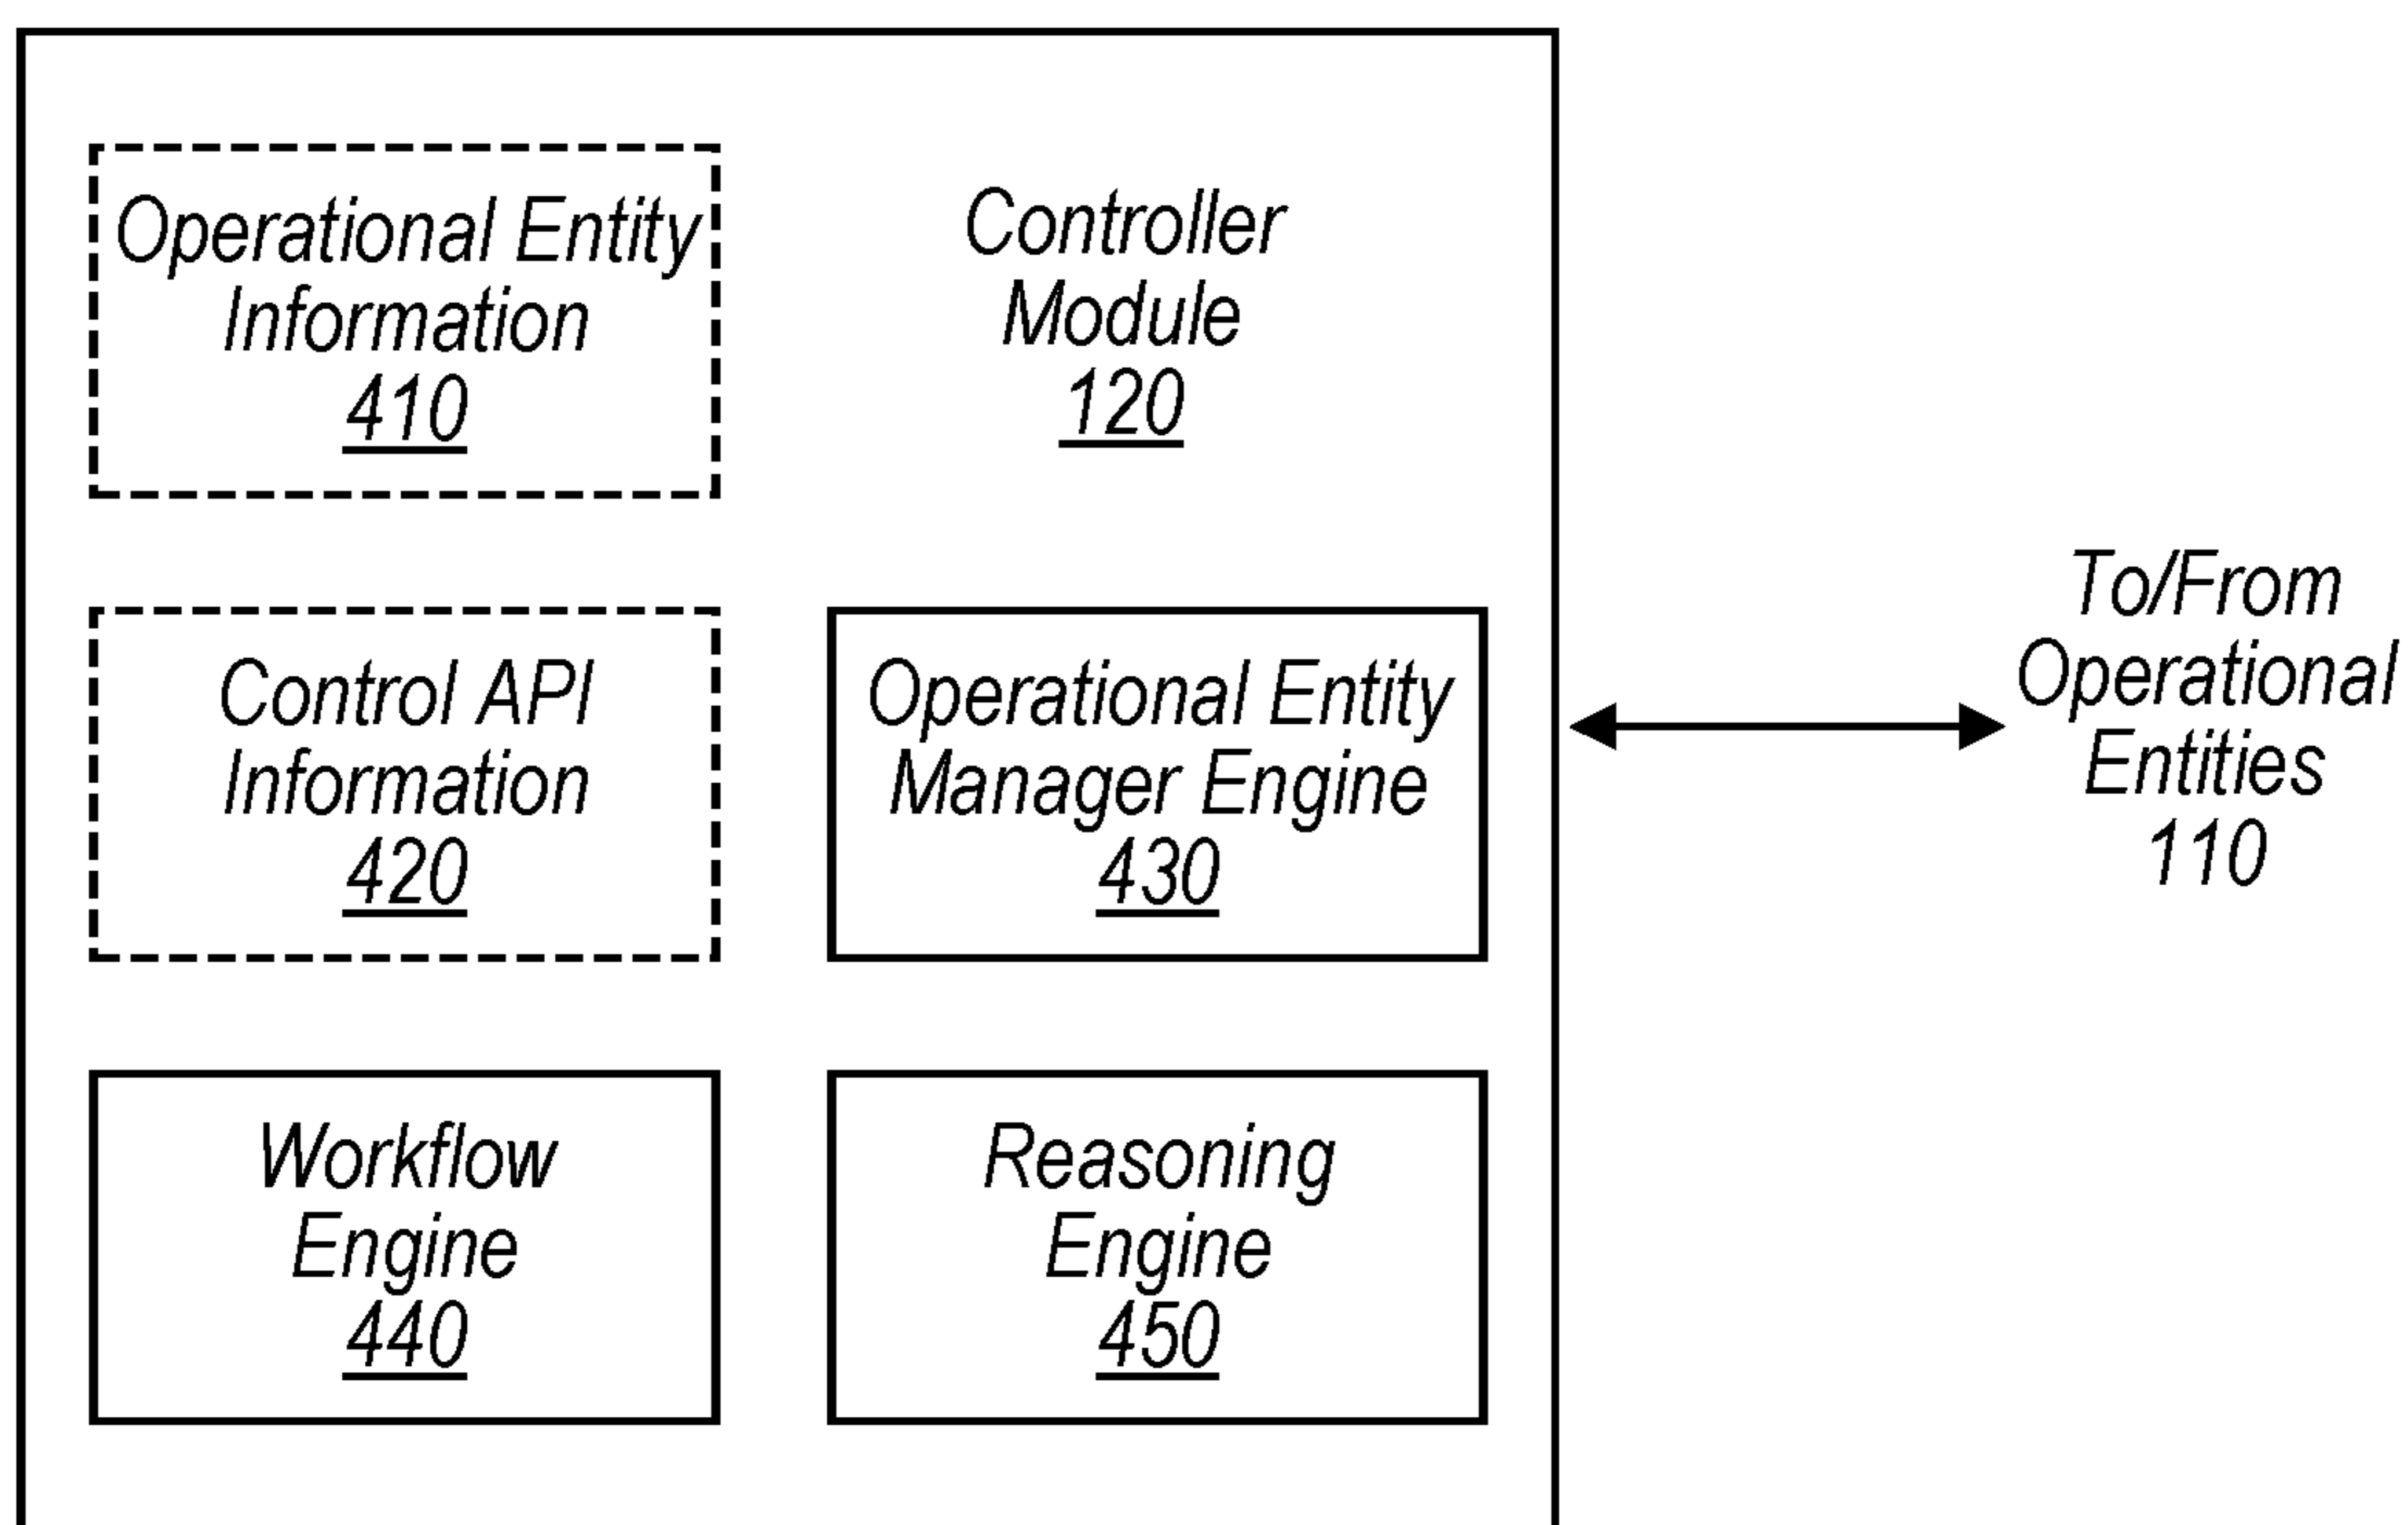 Operational Entity
Information
410
Controller
Module
120
Control API
Information
420
Operational Entity
Manager Engine
430
To/From
Operational
Entities
110
Workflow
Engine
440
Reasoning
Engine
450